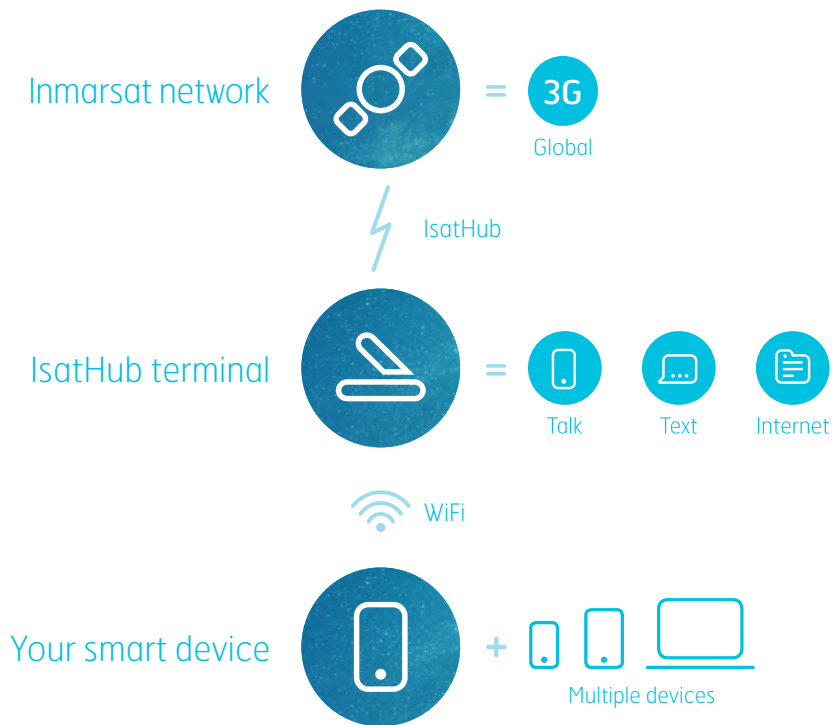 Inmarsat network
=
3G
Global
IsatHub
IsatHub terminal
=
Talk
Text
Internet
WiFi
Your smart device
+
Multiple devices